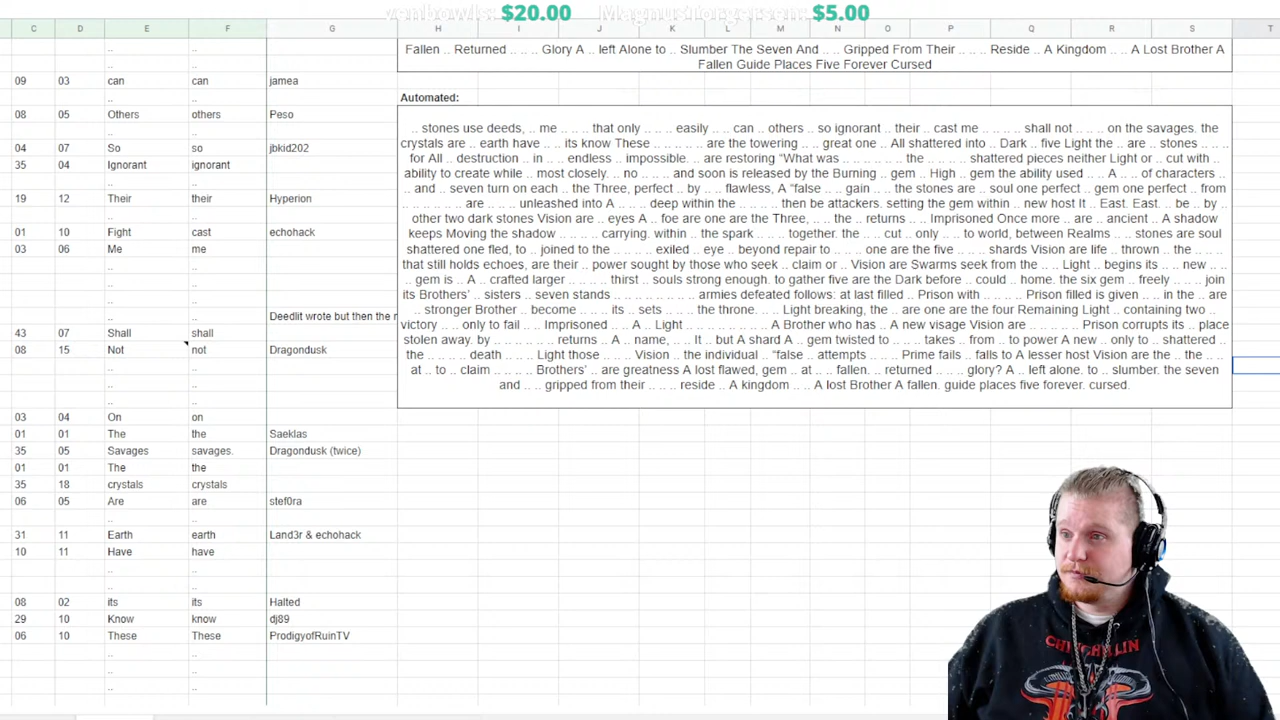 venbowls: $20.00 MagnusTorgersen: $5.00
C D E F G H I J K L M N O P Q R S T
.. ..
Fallen .. Returned .. .. Glory A .. left Alone to .. Slumber The Seven And .. .. Gripped From Their .. .. .. Reside .. A Kingdom .. .. A Lost Brother A
.. ..
Fallen Guide Places Five Forever Cursed
09 03 can can jamea
.. ..
Automated:
08 05 Others others Peso
.. ..
04 07 So so jbkid202
35 04 Ignorant ignorant
.. ..
19 12 Their their Hyperion
.. ..
01 10 Fight cast echohack
03 06 Me me
.. ..
.. ..
.. ..
.. .. Deedlit wrote but then the r
43 07 Shall shall
08 15 Not not Dragondusk
.. ..
.. ..
.. ..
03 04 On on
01 01 The the Saeklas
35 05 Savages savages. Dragondusk (twice)
01 01 The the
35 18 crystals crystals
06 05 Are are stef0ra
.. ..
31 11 Earth earth Land3r & echohack
10 11 Have have
.. ..
.. ..
08 02 its its Halted
29 10 Know know dj89
06 10 These These ProdigyofRuinTV
.. ..
.. ..
.. ..
.. stones use deeds, .. me .. .. .. that only .. .. .. easily .. .. can .. others .. so ignorant .. their .. cast me .. .. .. .. shall not .. .. .. on the savages. the
crystals are .. earth have .. .. its know These .. .. .. are the towering .. .. great one .. All shattered into .. Dark .. five Light the .. are .. stones .. .. ..
for All .. destruction .. in .. .. endless .. impossible. .. are restoring “What was .. .. .. .. .. the .. .. .. shattered pieces neither Light or .. cut with ..
ability to create while .. most closely. .. no .. .. .. and soon is released by the Burning .. gem .. High .. gem the ability used .. .. A .. .. of characters ..
.. and .. seven turn on each .. the Three, perfect .. by .. flawless, A “false .. gain .. .. the stones are .. soul one perfect .. gem one perfect .. from
.. .. .. .. .. .. are .. .. unleashed into A .. .. deep within the .. .. .. .. then be attackers. setting the gem within .. new host It .. East. East. .. be .. by ..
other two dark stones Vision are .. eyes A .. foe are one are the Three, .. .. the .. returns .. .. Imprisoned Once more .. are .. ancient .. A shadow
keeps Moving the shadow .. .. .. .. .. carrying. within .. the spark .. .. .. together. the .. cut .. only .. .. to world, between Realms .. .. stones are soul
shattered one fled, to .. joined to the .. .. .. .. exiled .. eye .. beyond repair to .. .. .. one are the five .. .. .. shards Vision are life .. thrown .. the .. ..
that still holds echoes, are their .. power sought by those who seek .. claim or .. Vision are Swarms seek from the .. .. Light .. begins its .. .. new .. ..
.. gem is .. A .. crafted larger .. .. .. thirst .. souls strong enough. to gather five are the Dark before .. could .. home. the six gem .. freely .. .. .. join
its Brothers’ .. sisters .. seven stands .. .. .. .. .. .. .. armies defeated follows: at last filled .. Prison with .. .. .. Prison filled is given .. .. in the .. are
.. stronger Brother .. become .. .. its .. sets .. .. the throne. .. .. Light breaking, the .. are one are the four Remaining Light .. containing two ..
victory .. .. only to fail .. .. Imprisoned .. .. A .. Light .. .. .. .. .. .. .. A Brother who has .. A new visage Vision are .. .. .. .. Prison corrupts its .. place
stolen away. by .. .. .. .. .. returns .. A name, .. .. It .. but A shard A .. gem twisted to .. .. takes .. from .. to power A new .. only to .. shattered ..
the .. .. .. death .. .. Light those .. .. .. Vision .. the individual .. “false .. attempts .. .. Prime fails .. falls to A lesser host Vision are the .. the .. ..
at .. to .. claim .. .. .. .. .. Brothers’ .. are greatness A lost flawed, gem .. at .. fallen. .. returned .. .. glory? A .. left alone. to .. slumber. the seven
and .. .. gripped from their .. .. .. reside .. A kingdom .. .. A lost Brother A fallen. guide places five forever. cursed.
CHINCHILLIN